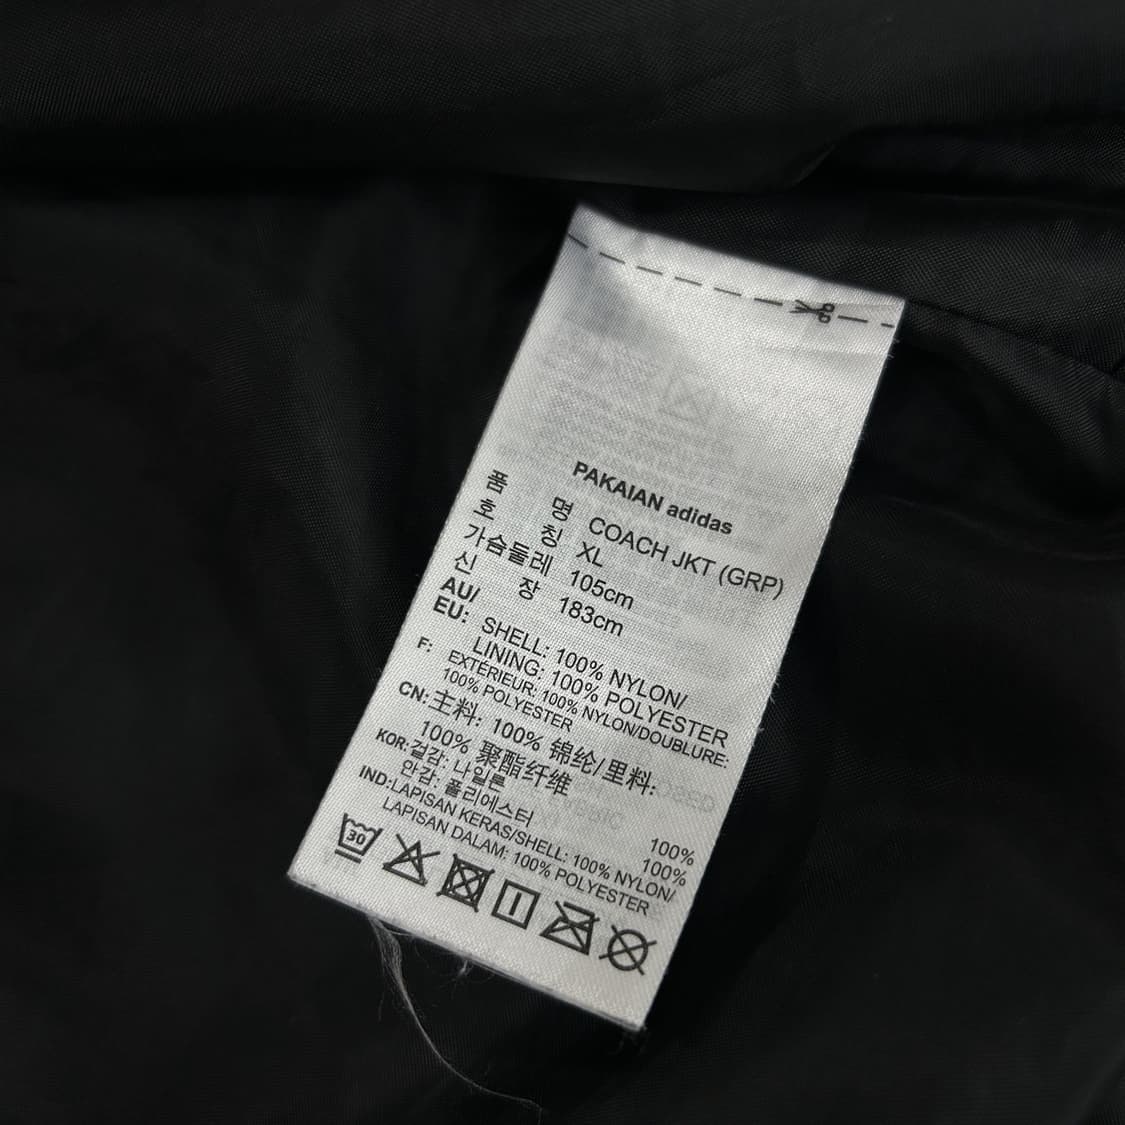 PAKAIAN adidas
품 명 COACH JKT (GRP)
호 칭 XL
가슴둘레 105cm
신 장 183cm
AU/
EU: SHELL: 100% NYLON/
LINING: 100% POLYESTER
F: EXTÉRIEUR: 100% NYLON/DOUBLURE:
100% POLYESTER
CN: 主料: 100% 锦纶/里料:
100% 聚酯纤维
KOR: 겉감: 나일론 100%
안감: 폴리에스터 100%
IND: LAPISAN KERAS/SHELL: 100% NYLON/
LAPISAN DALAM: 100% POLYESTER
30